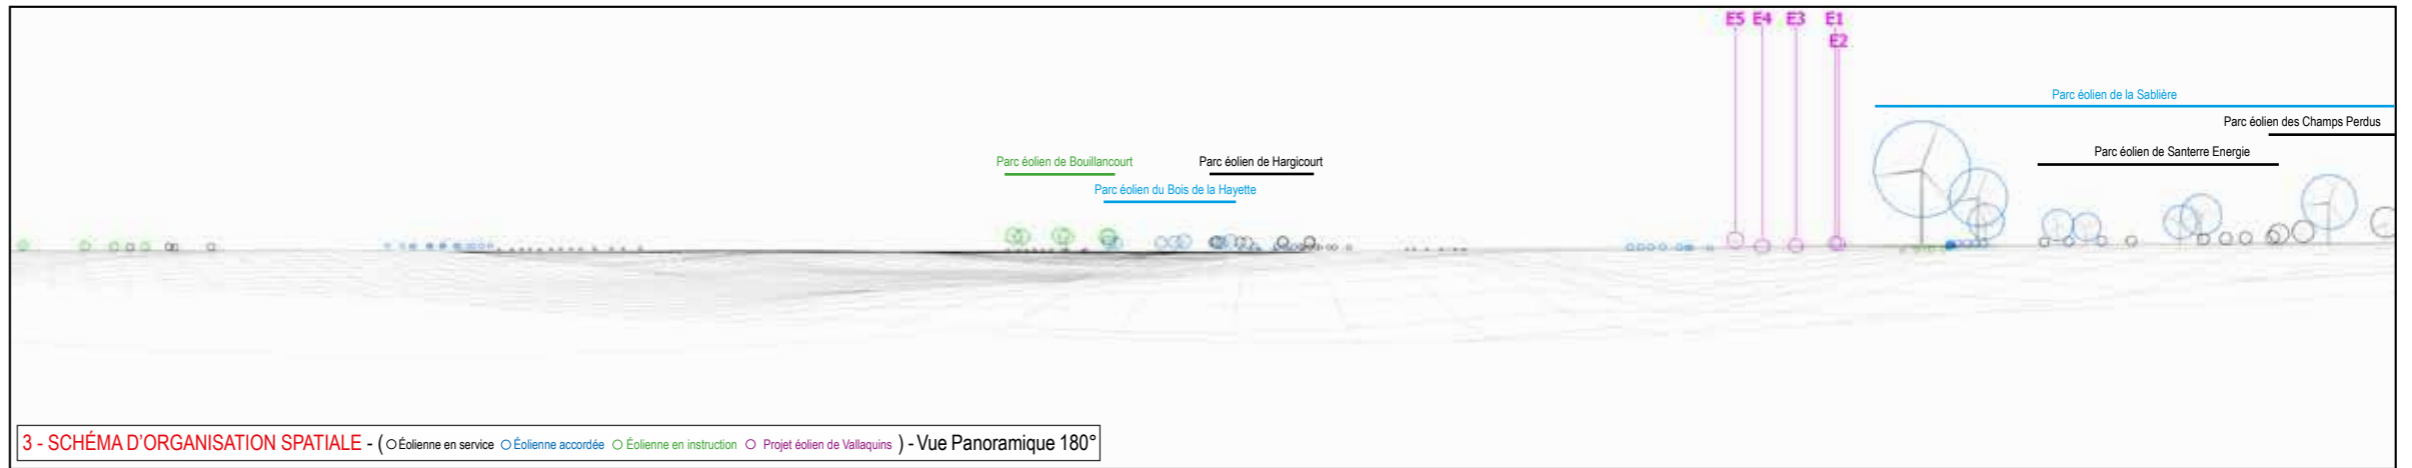 E5 E4 E3 E1
E2
Parc éolien de la Sablière
Parc éolien des Champs Perdus
Parc éolien de Bouillancourt
Parc éolien de Hargicourt
Parc éolien de Santerre Energie
Parc éolien du Bois de la Hayette
3 - SCHÉMA D'ORGANISATION SPATIALE - ( Éolienne en service Éolienne accordée Éolienne en instruction Projet éolien de Vallaquins ) - Vue Panoramique 180°